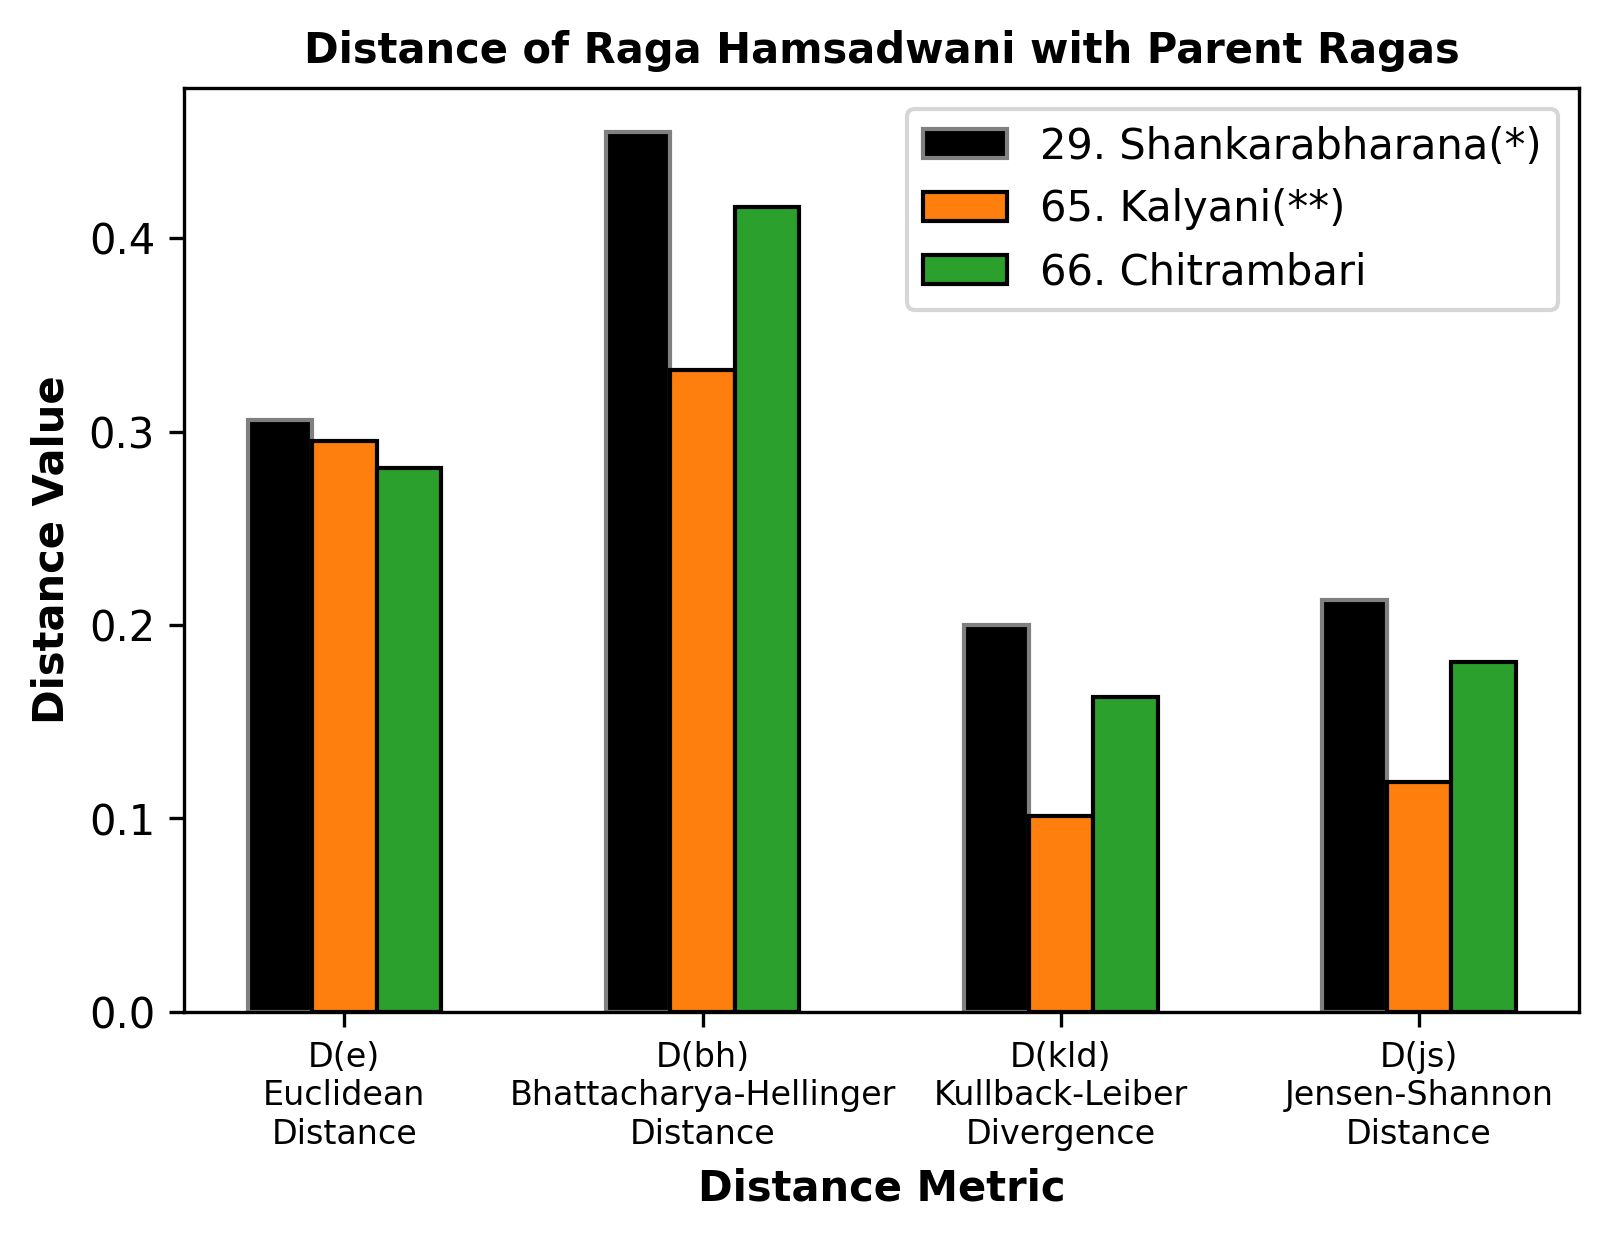 Distance of Raga Hamsadwani with Parent Ragas
29. Shankarabharana(*)
65. Kalyani(**)
66. Chitrambari
Distance Value
0.4
0.3
0.2
0.1
0.0
D(e)
Euclidean
Distance
D(bh)
Bhattacharya-Hellinger
Distance
D(kld)
Kullback-Leiber
Divergence
D(js)
Jensen-Shannon
Distance
Distance Metric